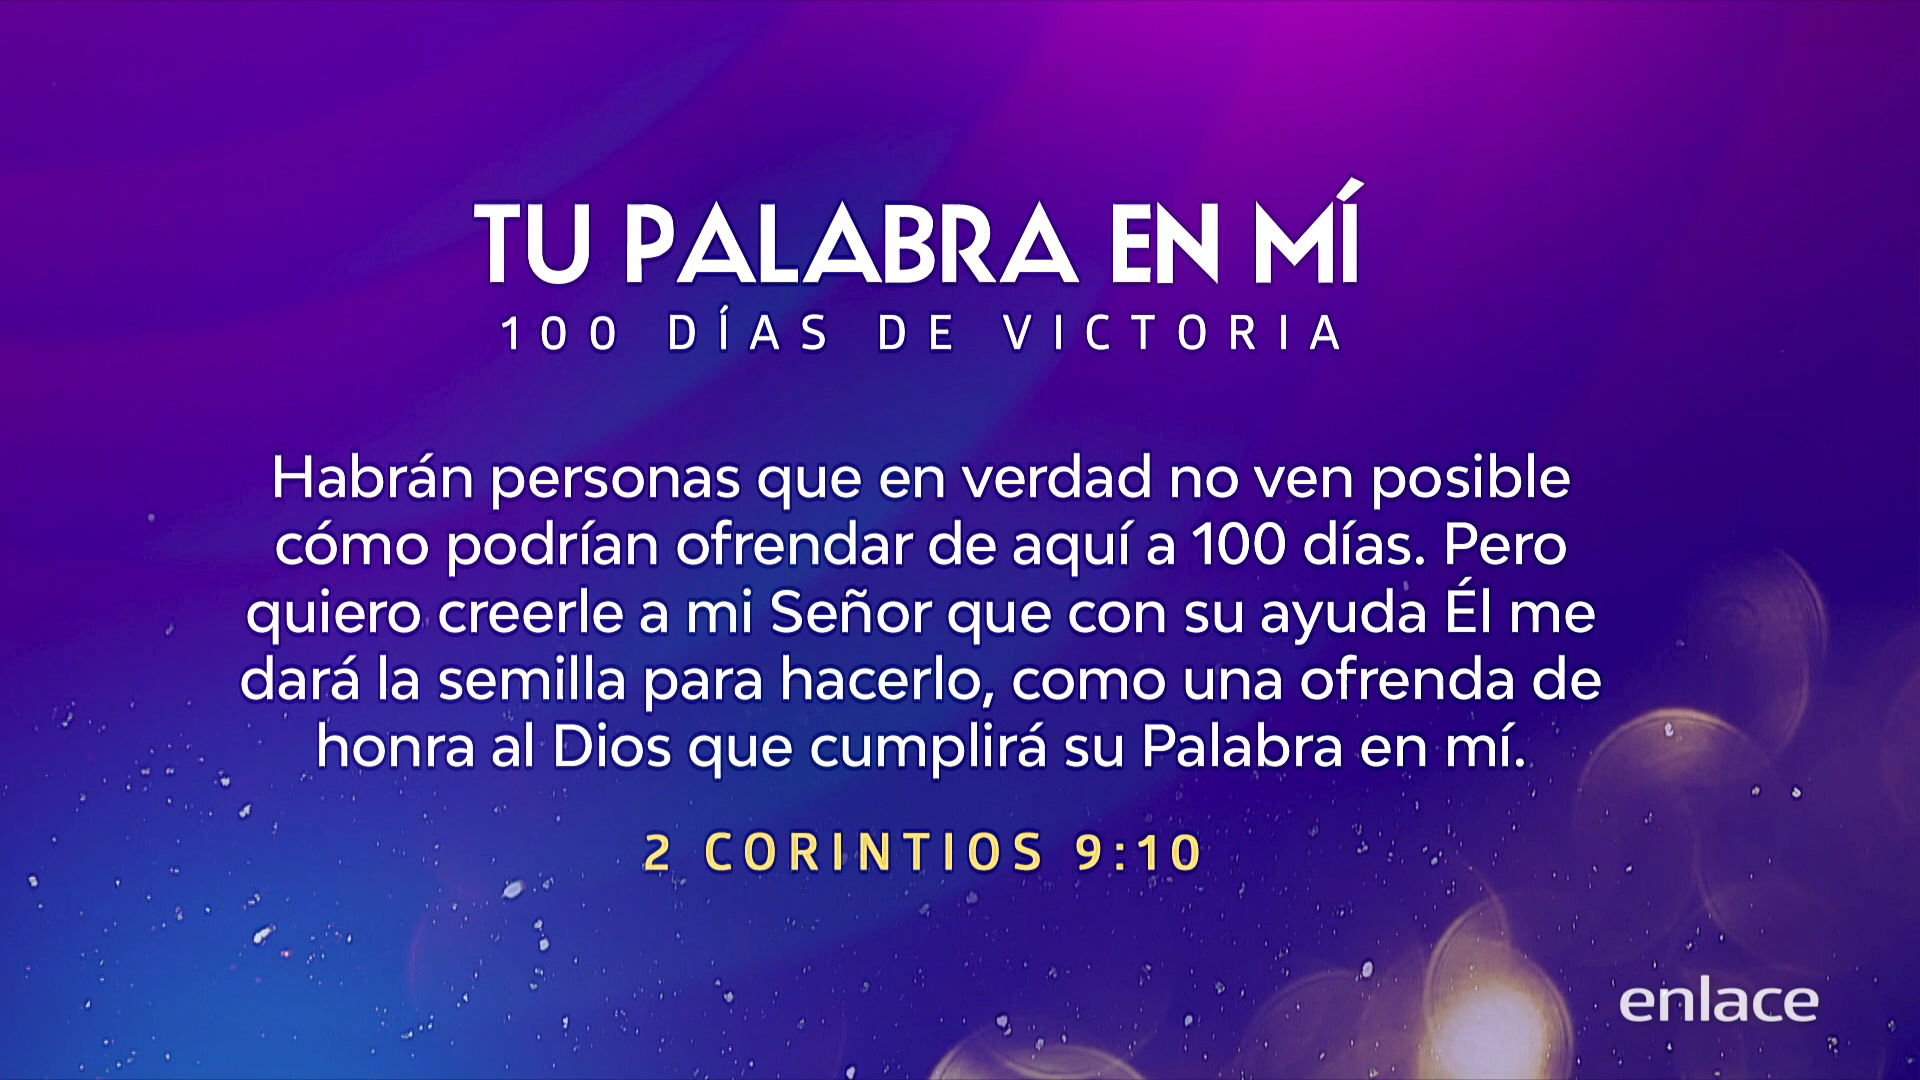 TU PALABRA EN MÍ
100 DÍAS DE VICTORIA
Habrán personas que en verdad no ven posible
cómo podrían ofrendar de aquí a 100 días. Pero
quiero creerle a mi Señor que con su ayuda Él me
dará la semilla para hacerlo, como una ofrenda de
honra al Dios que cumplirá su Palabra en mí.
2 CORINTIOS 9:10
enlace